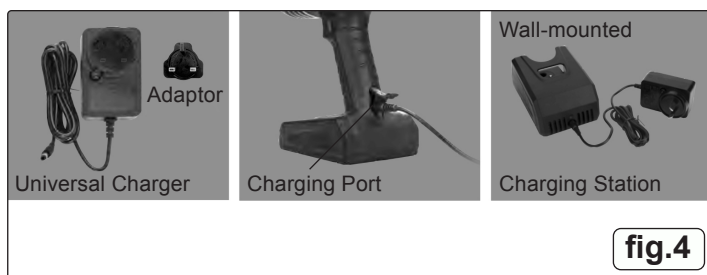 Adaptor
Universal Charger
Charging Port
Wall-mounted
Charging Station
fig.4